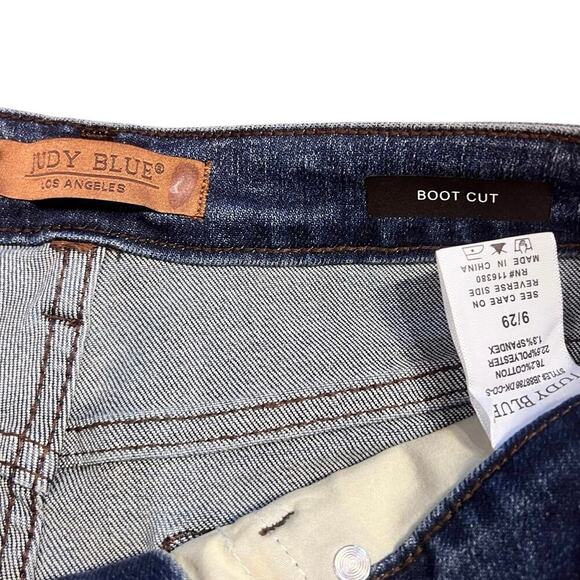 JUDY BLUE®
LOS ANGELES
BOOT CUT
JUDY BLUE
76.2%COTTON
22.5%POLYESTER
1.3%SPANDEX
9/29
SEE CARE ON
REVERSE SIDE
RN# 116380
MADE IN
CHINA